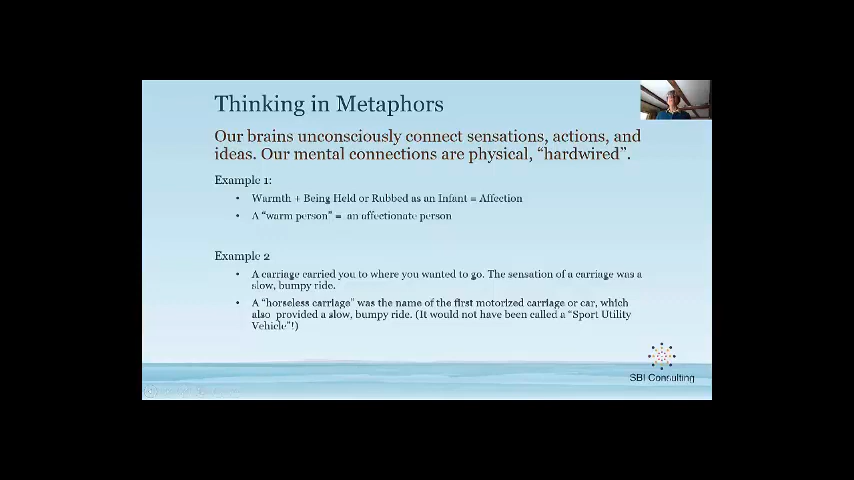 Thinking in Metaphors
Our brains unconsciously connect sensations, actions, and
ideas. Our mental connections are physical, “hardwired”.
Example 1:
• Warmth + Being Held or Rubbed as an Infant = Affection
• A “warm person” = an affectionate person
Example 2
• A carriage carried you to where you wanted to go. The sensation of a carriage was a
slow, bumpy ride.
• A “horseless carriage” was the name of the first motorized carriage or car, which
also provided a slow, bumpy ride. (It would not have been called a “Sport Utility
Vehicle”!)
SBI Consulting